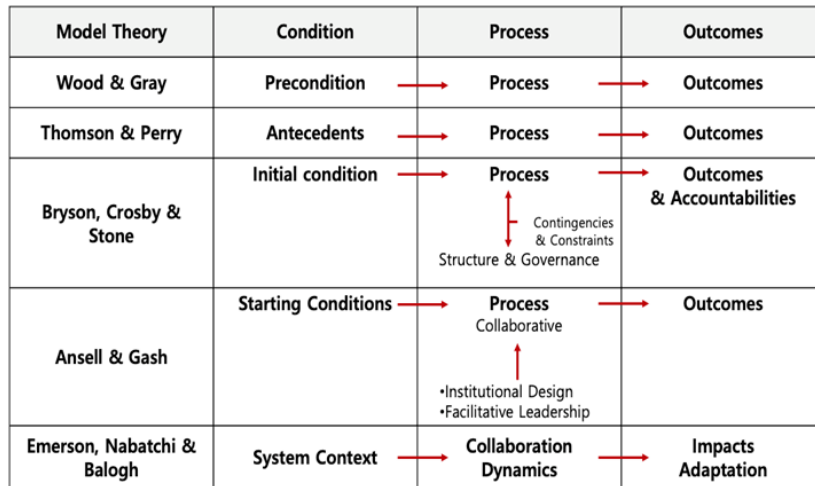 Model Theory
Condition
Process
Outcomes
Wood & Gray
Precondition
Process
Outcomes
Thomson & Perry
Antecedents
Process
Outcomes
Bryson, Crosby &
Stone
Initial condition
Process
Contingencies
& Constraints
Structure & Governance
Outcomes
& Accountabilities
Ansell & Gash
Starting Conditions
Process
Collaborative
•Institutional Design
•Facilitative Leadership
Outcomes
Emerson, Nabatchi &
Balogh
System Context
Collaboration
Dynamics
Impacts
Adaptation